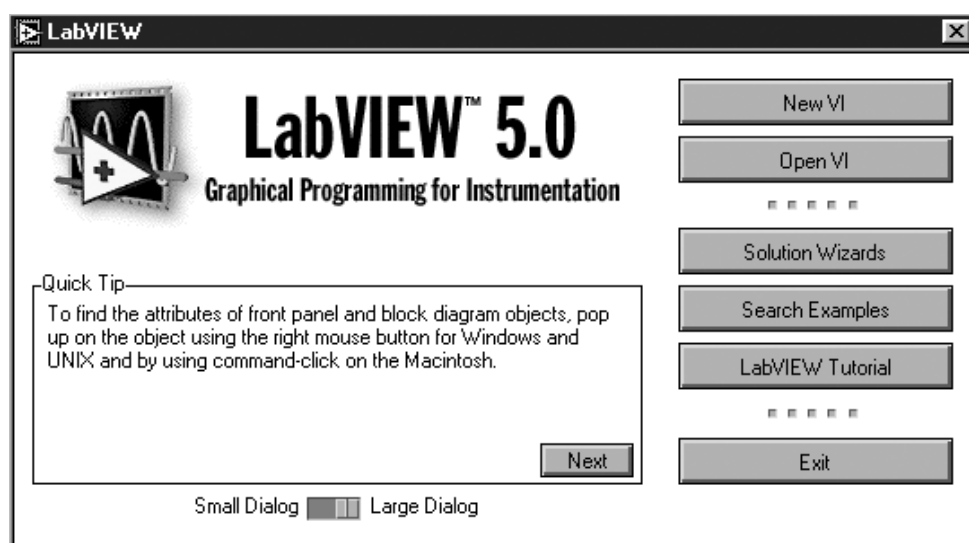 LabVIEW
LabVIEW™ 5.0
Graphical Programming for Instrumentation
Quick Tip
To find the attributes of front panel and block diagram objects, pop
up on the object using the right mouse button for Windows and
UNIX and by using command-click on the Macintosh.
Next
Small Dialog Large Dialog
New VI
Open VI
Solution Wizards
Search Examples
LabVIEW Tutorial
Exit